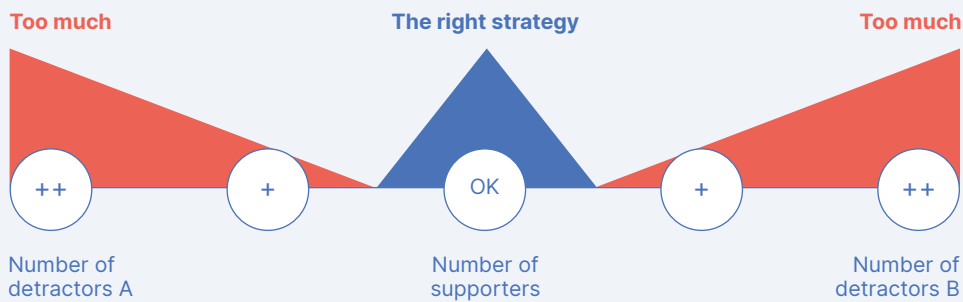 Too much
The right strategy
Too much
++
+
OK
+
++
Number of
detractors A
Number of
supporters
Number of
detractors B